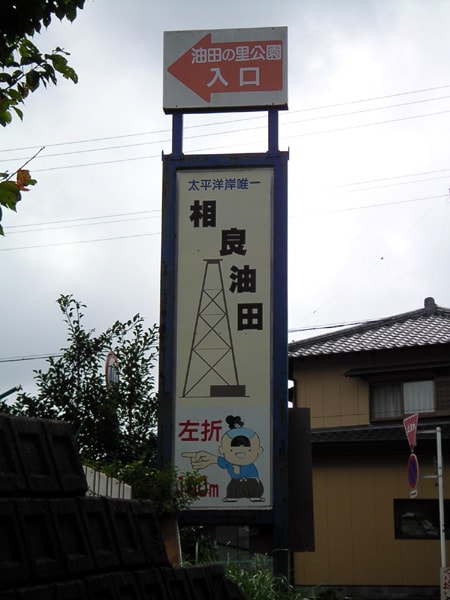 油田の里公園
入口
太平洋岸唯一
相良油田
左折